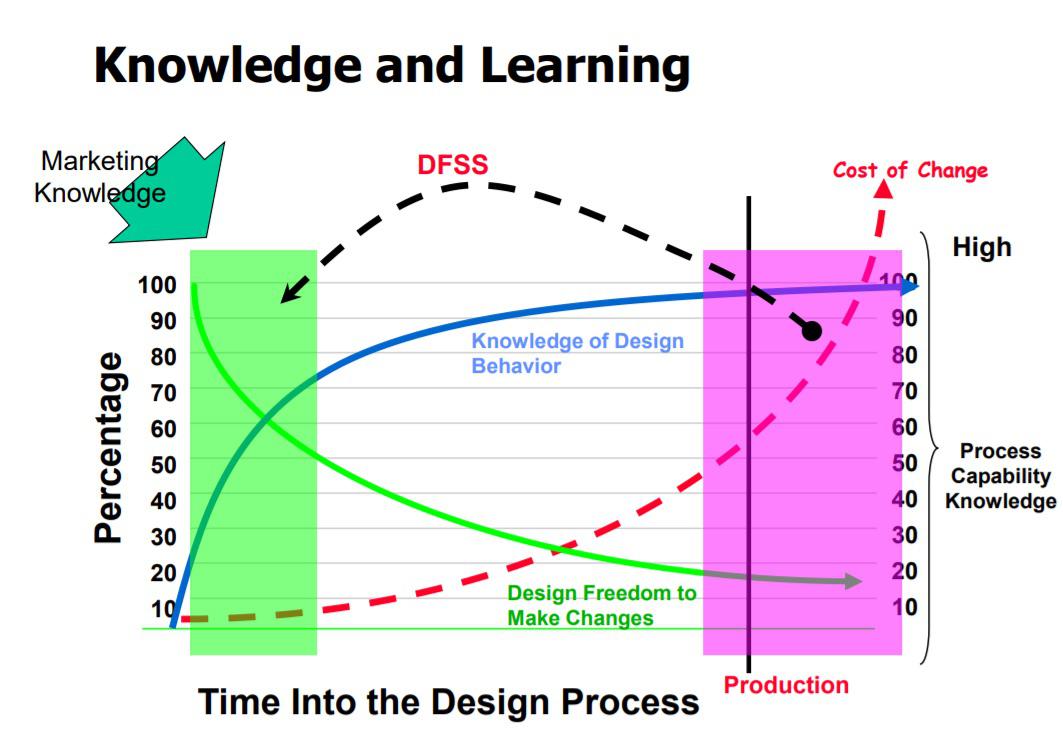 Knowledge and Learning
Marketing
Knowledge
DFSS
Cost of Change
High
100
90
80
70
60
50
40
30
20
10
Percentage
Knowledge of Design
Behavior
Design Freedom to
Make Changes
100
90
80
70
60
50
40
30
20
10
Process
Capability
Knowledge
Production
Time Into the Design Process